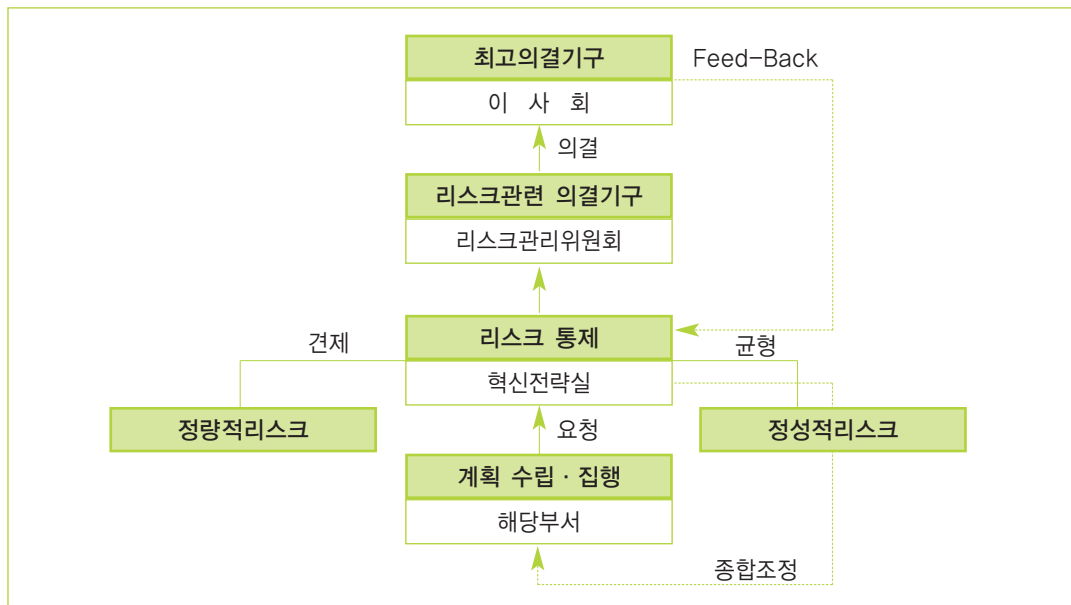 최고의결기구
Feed-Back
이 사 회
의결
리스크관련 의결기구
리스크관리위원회
리스크 통제
견제
균형
혁신전략실
정량적리스크
요청
정성적리스크
계획 수립 · 집행
해당부서
종합조정